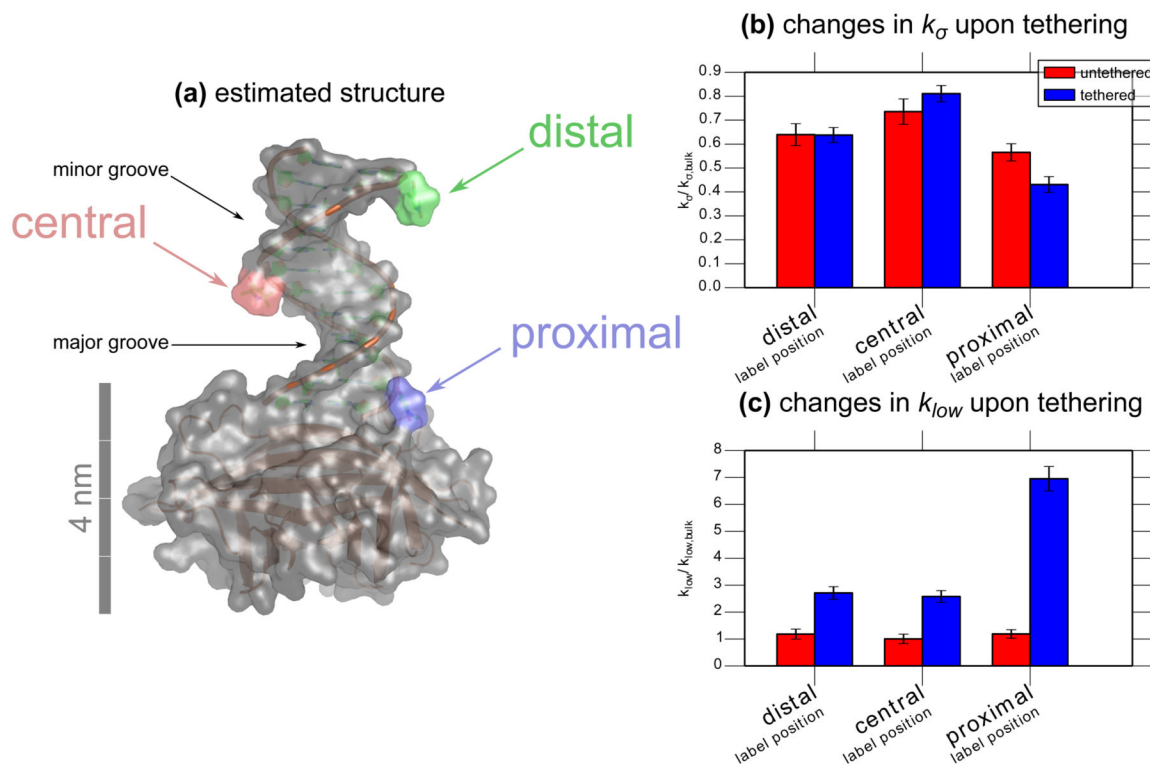 (a) estimated structure
minor groove
distal
central
major groove
proximal
4 nm
(b) changes in kσ upon tethering
untethered
tethered
kσ/ kσ,bulk
0.9
0.8
0.7
0.6
0.5
0.4
0.3
0.2
0.1
0.0
distal
label position
central
label position
proximal
label position
(c) changes in klow upon tethering
klow/ klow,bulk
8
7
6
5
4
3
2
1
0
distal
label position
central
label position
proximal
label position